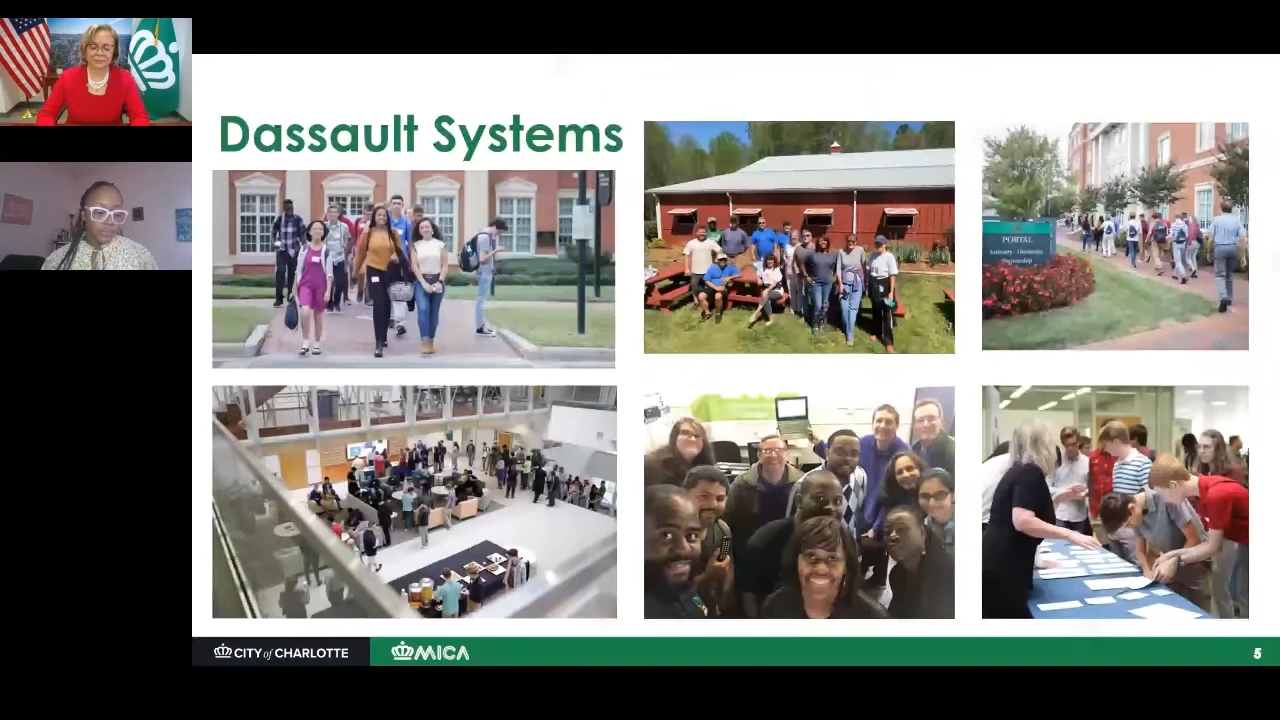 Dassault Systems
PORTAL
Industry - University
Partnership
CITY of CHARLOTTE
MICA
5